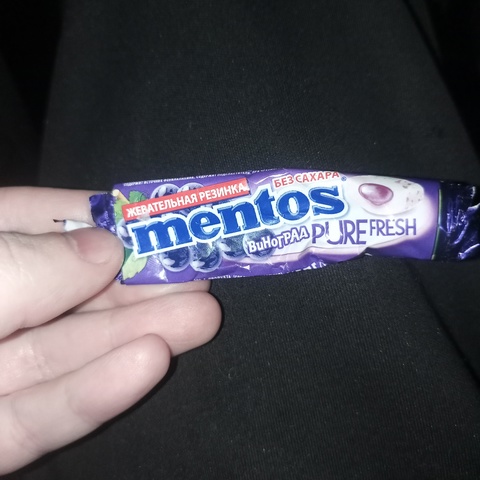 ЖЕВАТЕЛЬНАЯ РЕЗИНКА
БЕЗ САХАРА
mentos
ВИНОГРАД PURE FRESH